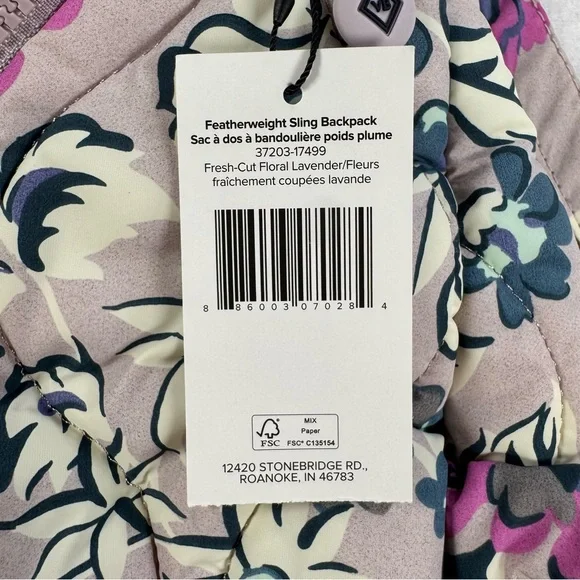 Featherweight Sling Backpack
Sac à dos à bandoulière poids plume
37203-17499
Fresh-Cut Floral Lavender/Fleurs
fraîchement coupées lavande
8 86003 07028 4
FSC
MIX
Paper
FSC® C135154
12420 STONEBRIDGE RD.,
ROANOKE, IN 46783